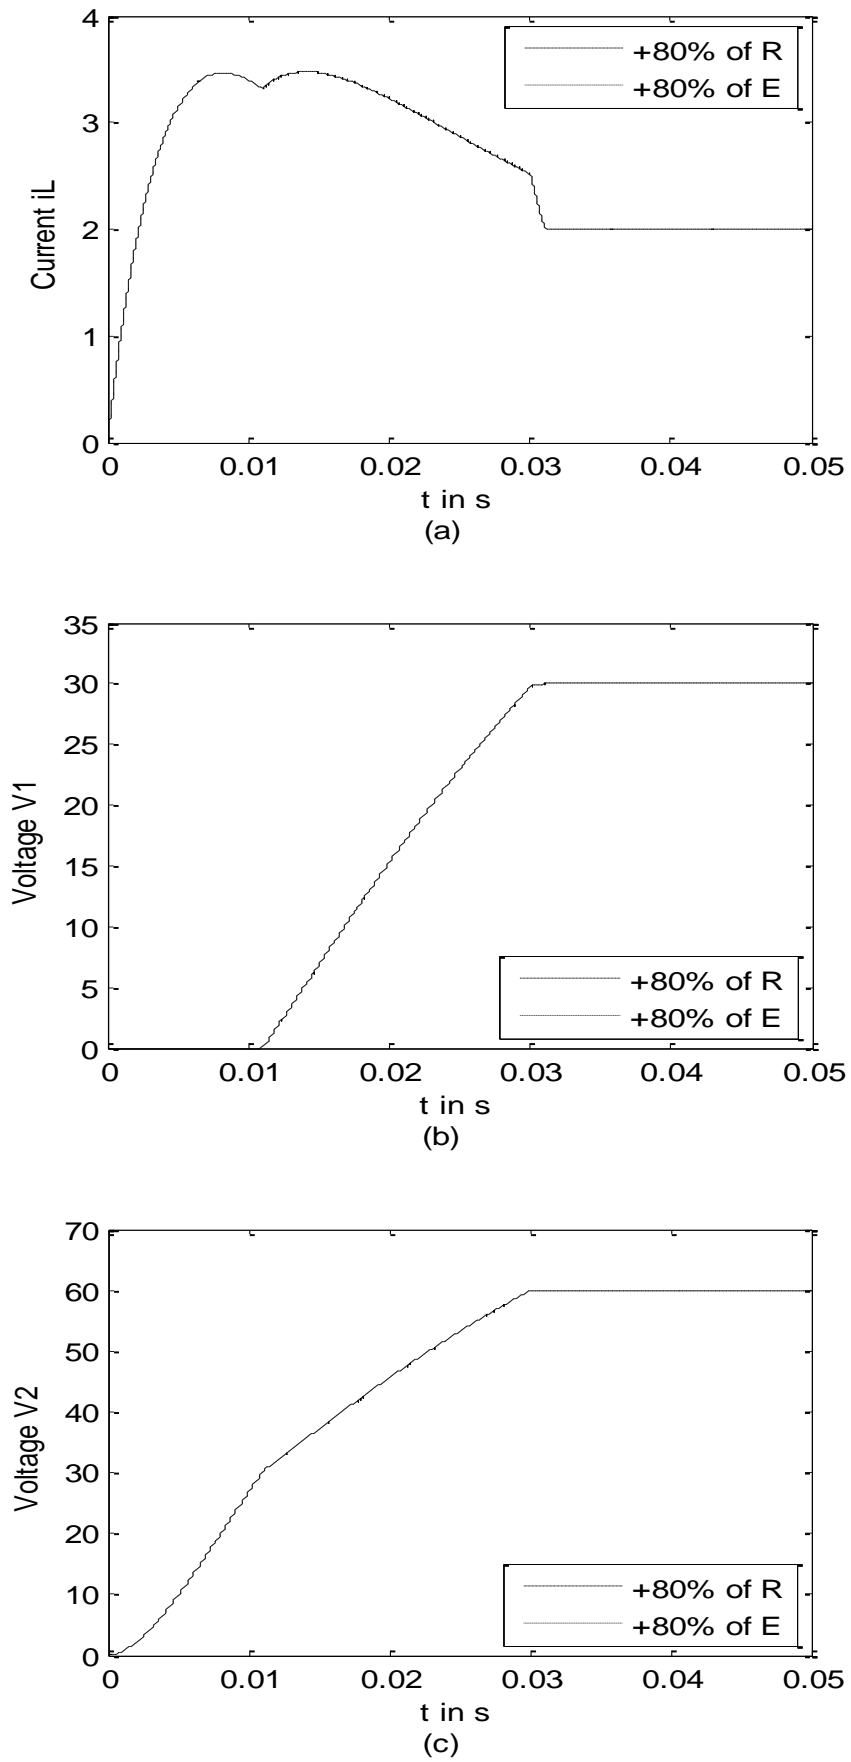 4
+80% of R
+80% of E
3
Current iL
2
1
0
0 0.01 0.02 0.03 0.04 0.05
t in s
(a)
35
30
25
20
Voltage V1
15
10
+80% of R
5
+80% of E
0
0 0.01 0.02 0.03 0.04 0.05
t in s
(b)
70
60
50
40
Voltage V2
30
20
10
+80% of R
+80% of E
0
0 0.01 0.02 0.03 0.04 0.05
t in s
(c)